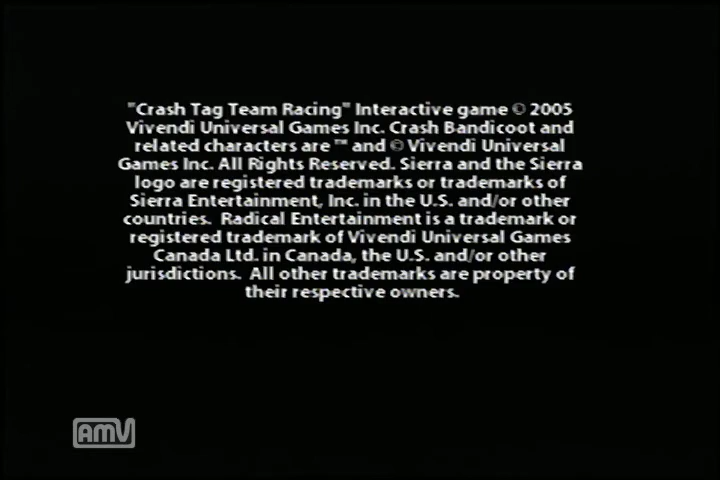 "Crash Tag Team Racing" Interactive game © 2005
Vivendi Universal Games Inc. Crash Bandicoot and
related characters are ™ and © Vivendi Universal
Games Inc. All Rights Reserved. Sierra and the Sierra
logo are registered trademarks or trademarks of
Sierra Entertainment, Inc. in the U.S. and/or other
countries. Radical Entertainment is a trademark or
registered trademark of Vivendi Universal Games
Canada Ltd. in Canada, the U.S. and/or other
jurisdictions. All other trademarks are property of
their respective owners.
AMV